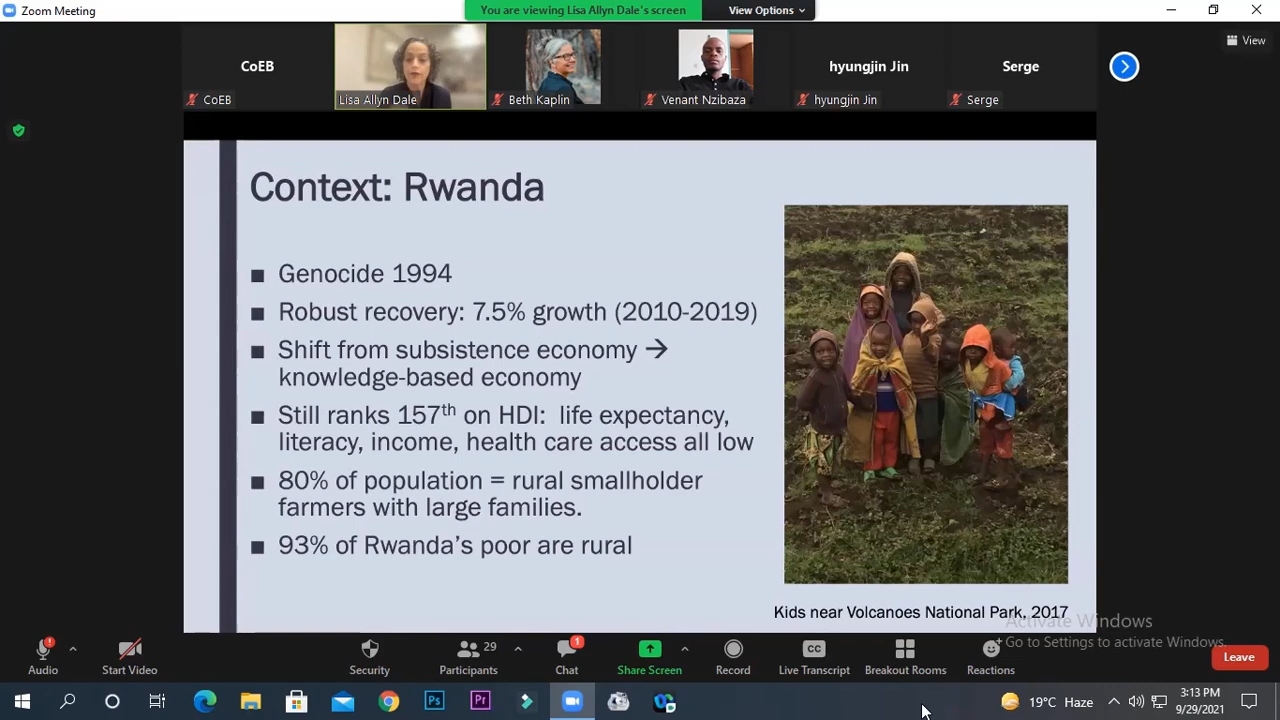 Zoom Meeting
You are viewing Lisa Allyn Dale's screen
View Options
View
CoEB
CoEB
Lisa Allyn Dale
Beth Kaplin
Venant Nzibaza
hyungjin Jin
hyungjin Jin
Serge
Serge
Context: Rwanda
■ Genocide 1994
■ Robust recovery: 7.5% growth (2010-2019)
■ Shift from subsistence economy →
knowledge-based economy
■ Still ranks 157th on HDI: life expectancy,
literacy, income, health care access all low
■ 80% of population = rural smallholder
farmers with large families.
■ 93% of Rwanda's poor are rural
Kids near Volcanoes National Park, 2017
Activate Windows
Go to Settings to activate Windows.
Audio
Start Video
Security
Participants
29
Chat
1
Share Screen
Record
CC
Live Transcript
Breakout Rooms
Reactions
Leave
Ps
Pr
19°C Haze
3:13 PM
9/29/2021